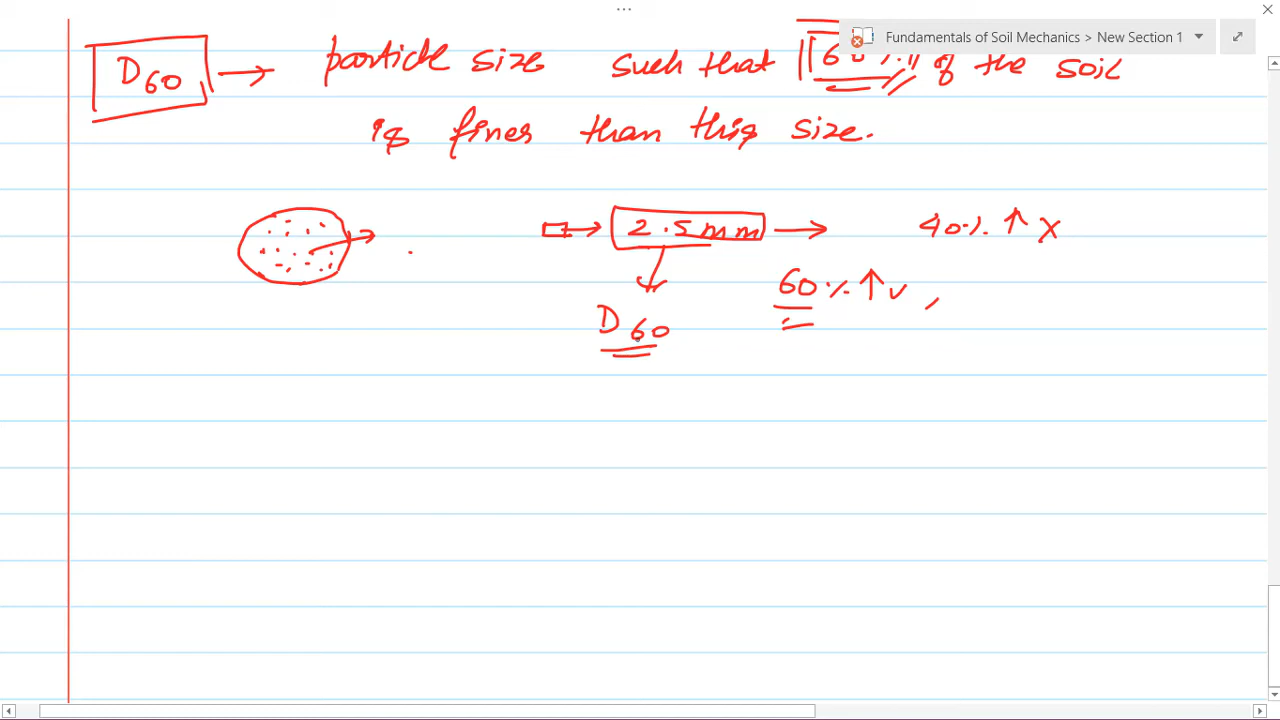 Fundamentals of Soil Mechanics > New Section 1
D60 → particle size such that 60%. of the soil
is finer than this size.
→ 2.5mm → 40%. ↑ X
60% ↑ ✓ ,
D60